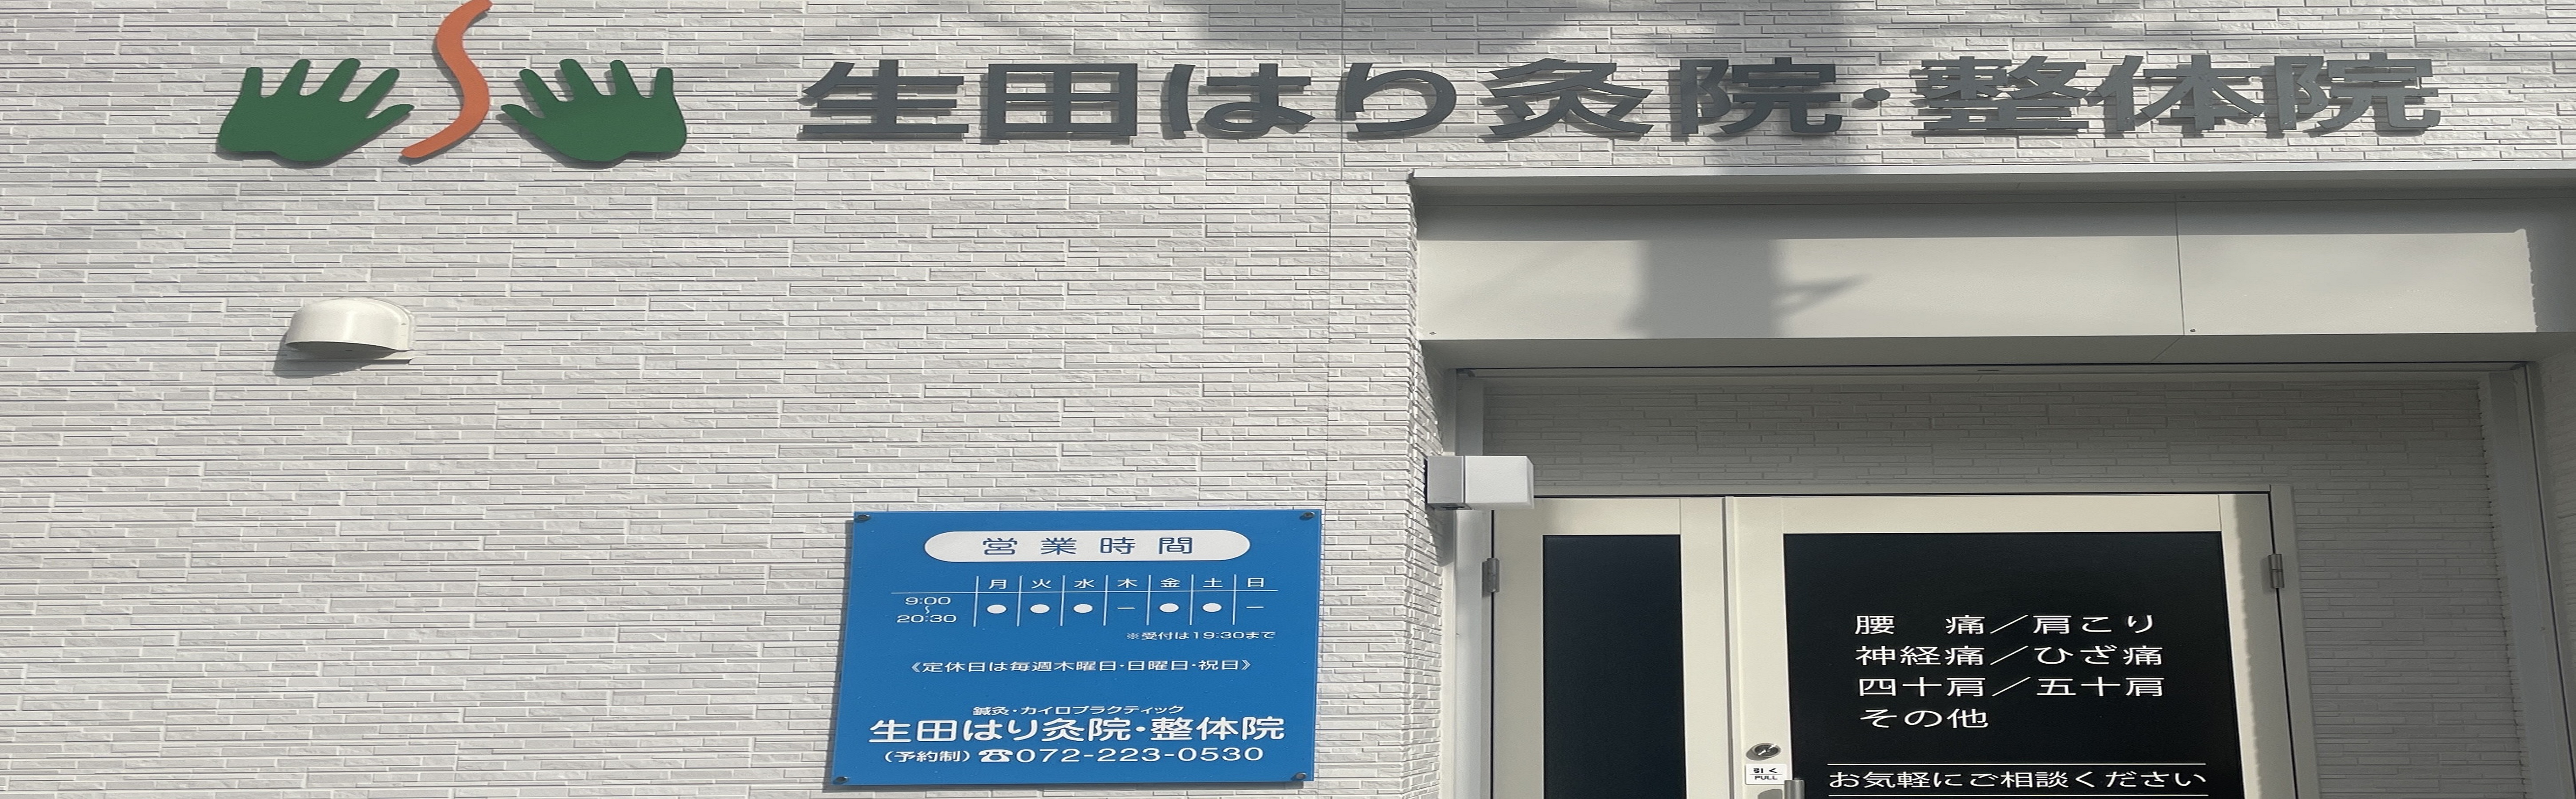 生田はり灸院・整体院
営業時間
月 火 水 木 金 土 日
9:00 〜 20:30 ● ● ● － ● ● －
※受付は19:30まで
《定休日は毎週木曜日・日曜日・祝日》
鍼灸・カイロプラクティック
生田はり灸院・整体院
(予約制) ☎072-223-0530
腰 痛／肩こり
神経痛／ひざ痛
四十肩／五十肩
その他
お気軽にご相談ください
引く
PULL